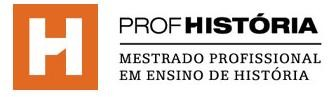 H
PROFHISTÓRIA
MESTRADO PROFISSIONAL
EM ENSINO DE HISTÓRIA